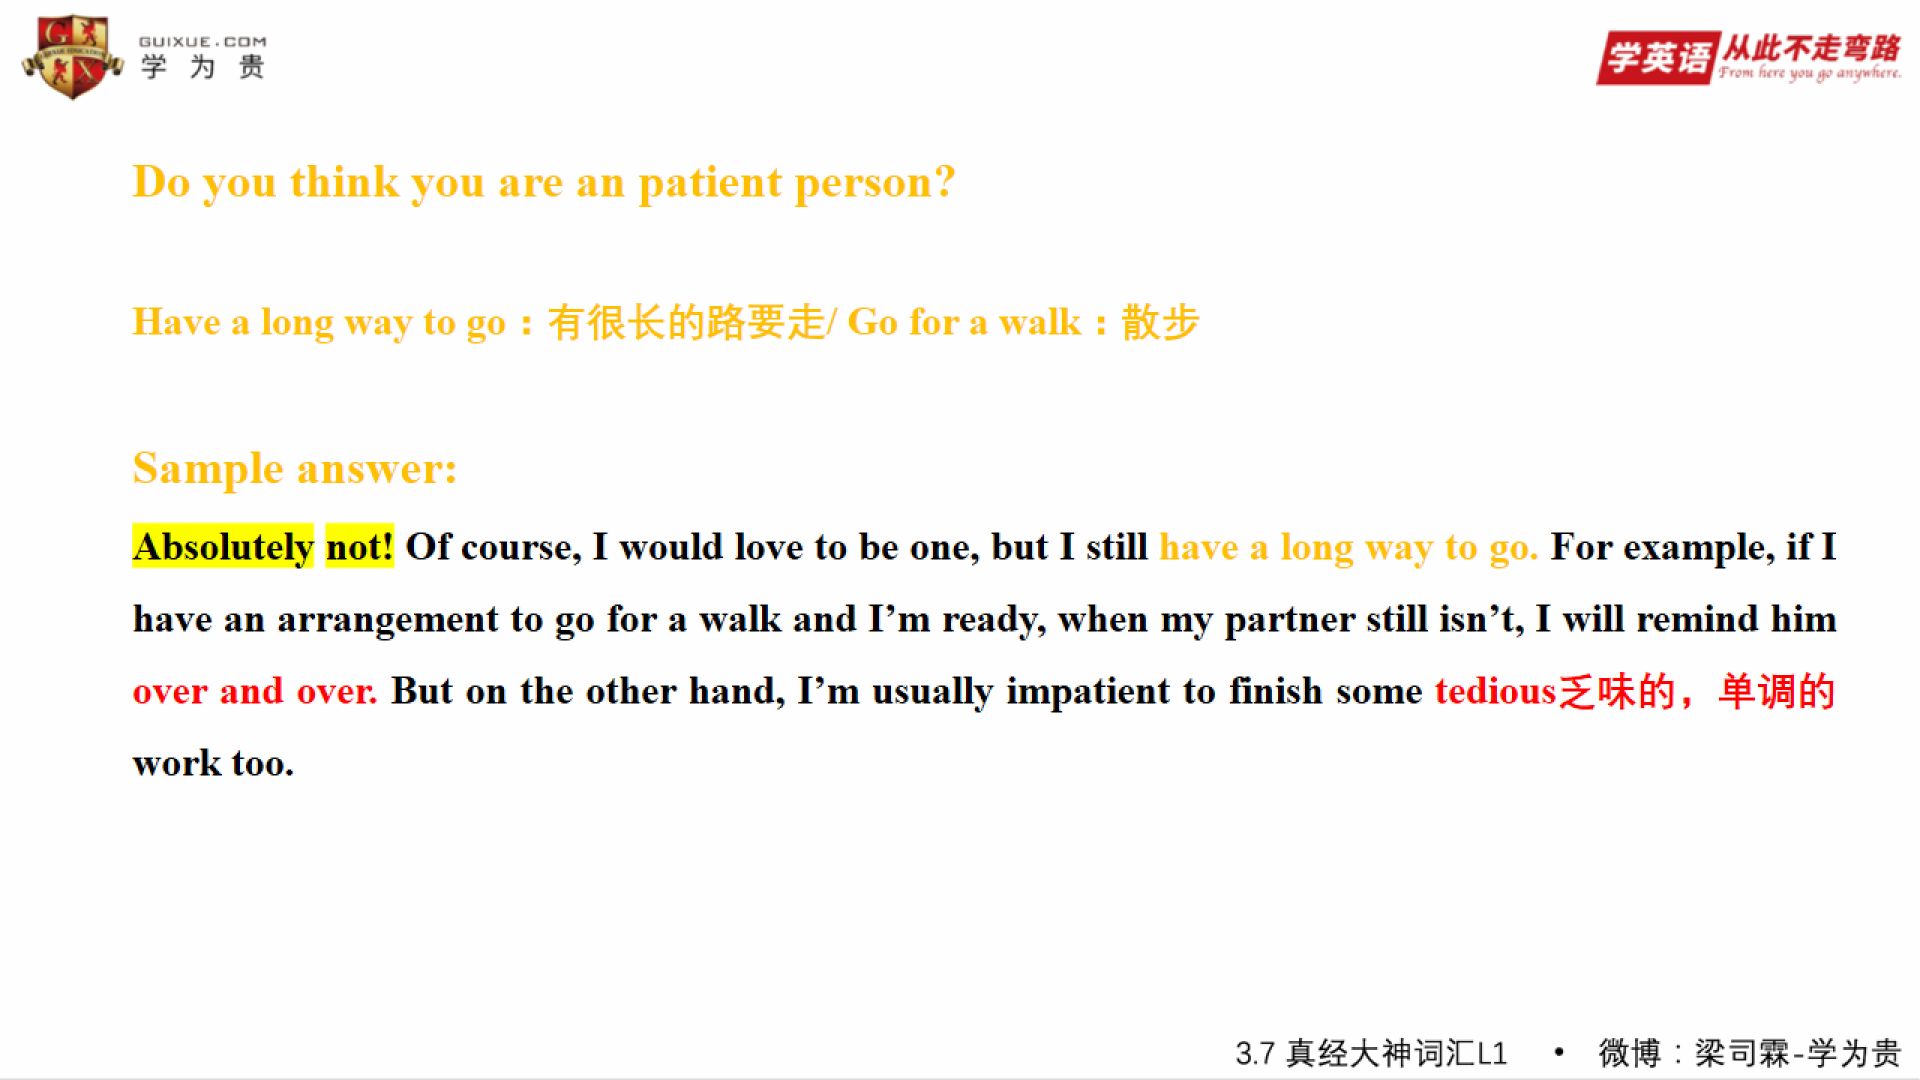 GUIXUE.COM
学为贵
学英语 从此不走弯路
From here you go anywhere.
Do you think you are an patient person?
Have a long way to go：有很长的路要走/ Go for a walk：散步
Sample answer:
Absolutely not! Of course, I would love to be one, but I still have a long way to go. For example, if I
have an arrangement to go for a walk and I’m ready, when my partner still isn’t, I will remind him
over and over. But on the other hand, I’m usually impatient to finish some tedious乏味的，单调的
work too.
3.7 真经大神词汇L1 • 微博：梁司霖-学为贵